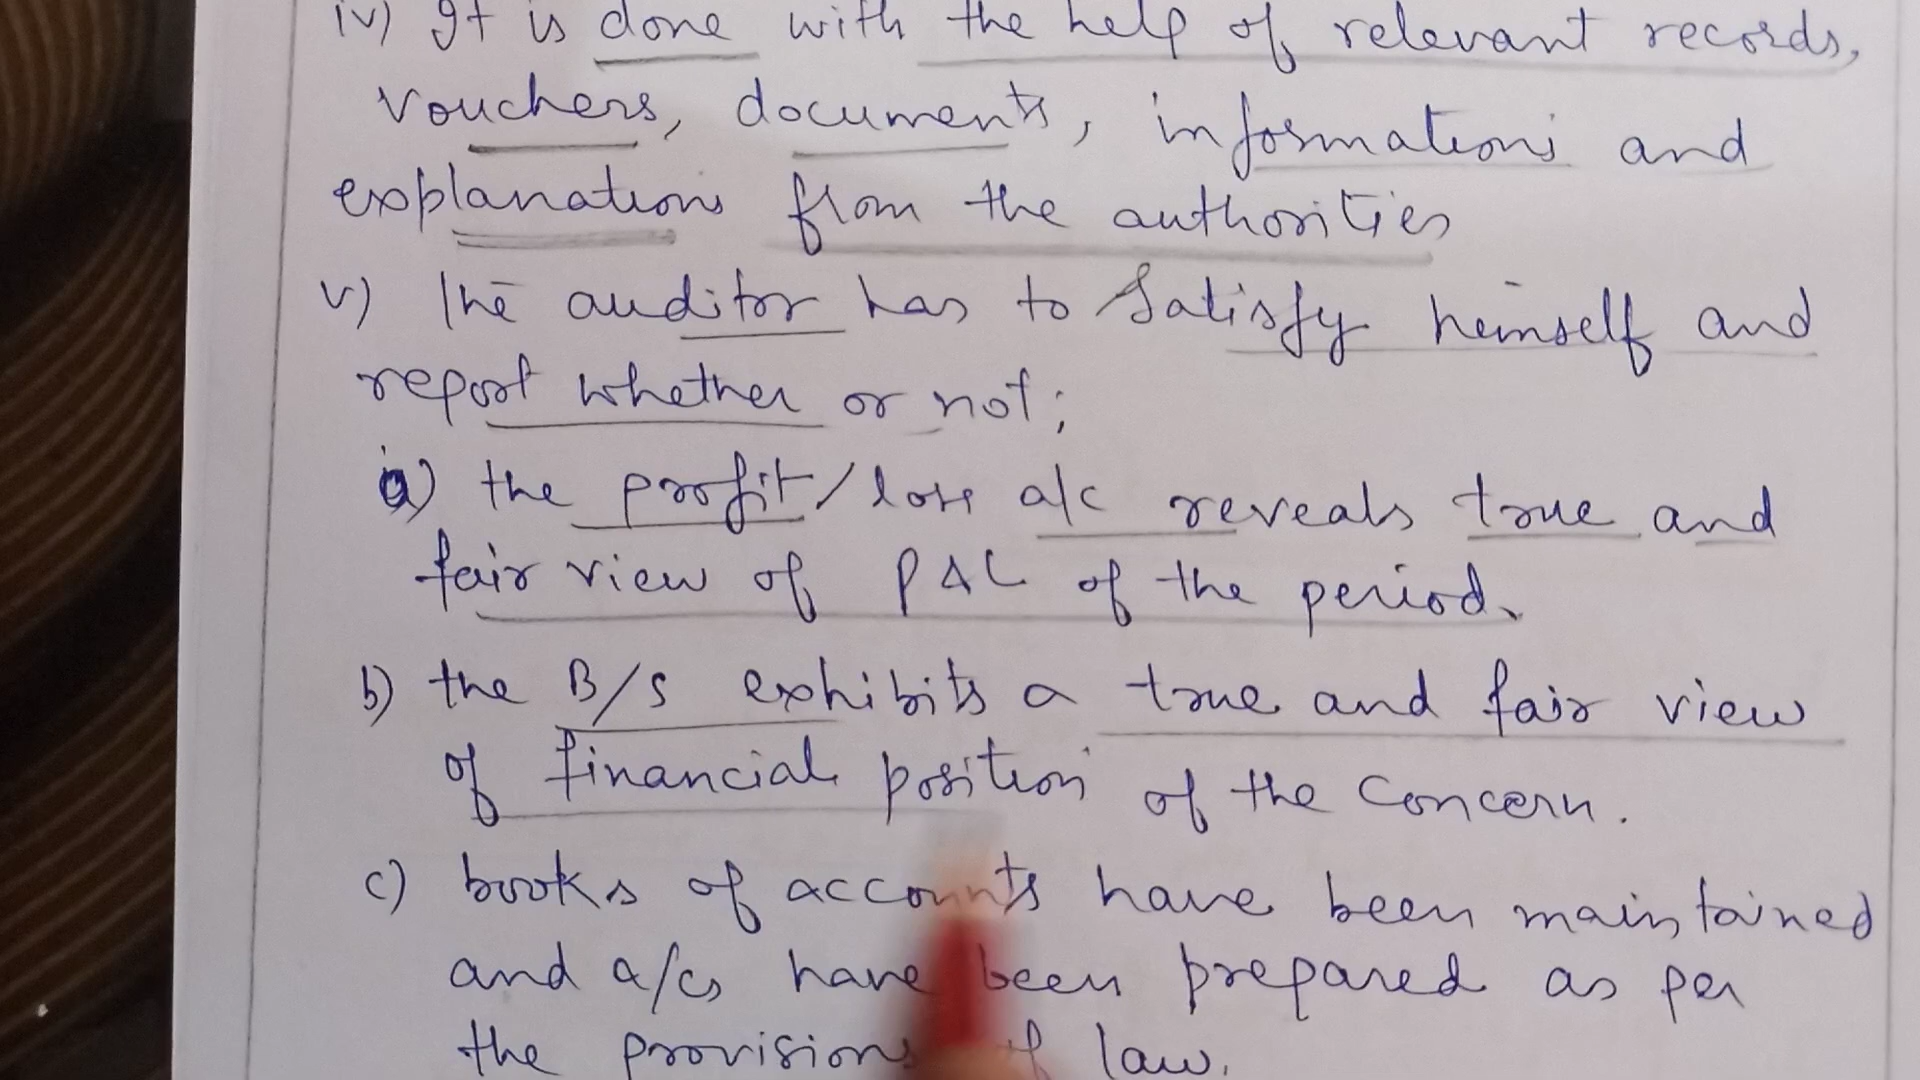 iv) It is done with the help of relevant records,
vouchers, documents, informations and
explanations from the authorities
v) The auditor has to satisfy heimself and
report whether or not;
a) the profit/loss a/c reveals true and
fair view of P&L of the period.
b) the B/S exhibits a true and fair view
of financial position of the concern.
c) books of accounts have been maintained
and a/cs have been prepared as per
the provisions of law.